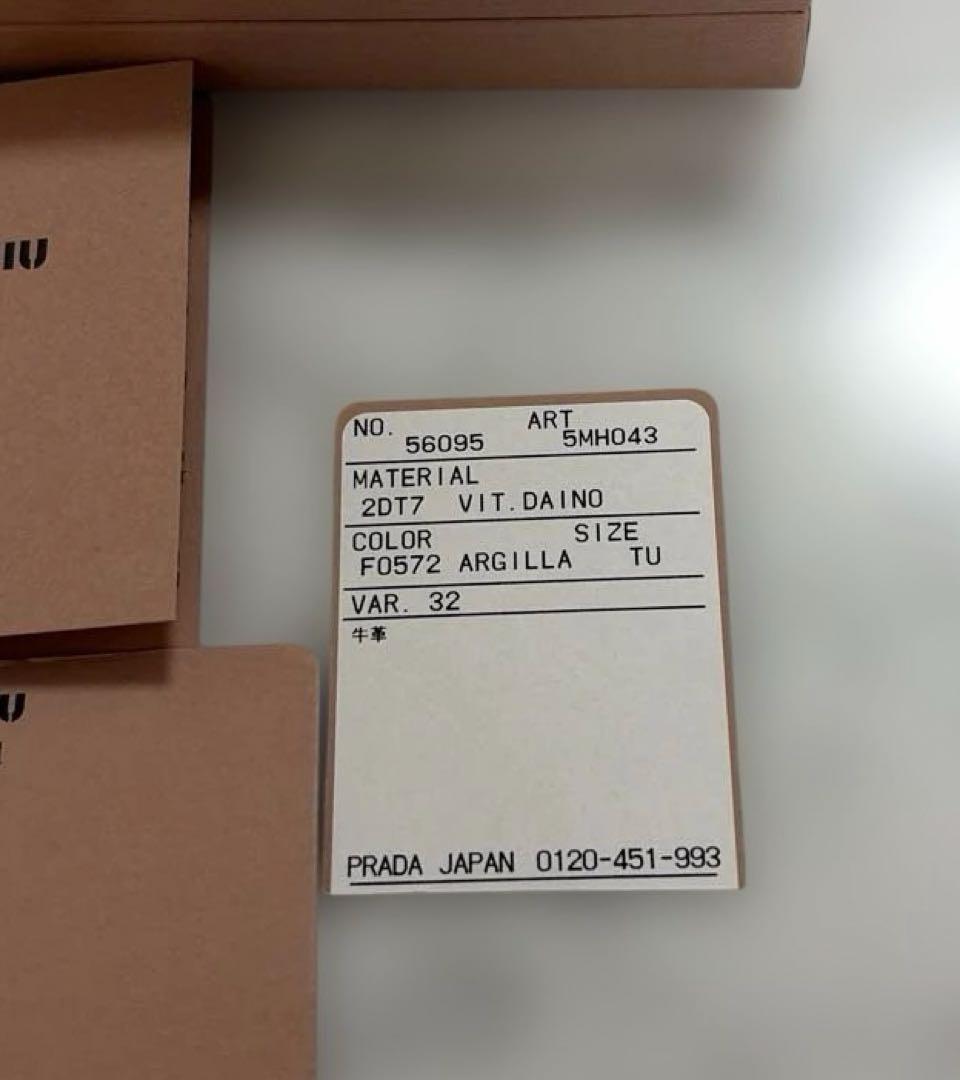 IU
U
NO. ART
56095 5MH043
MATERIAL
2DT7 VIT.DAINO
COLOR SIZE
F0572 ARGILLA TU
VAR. 32
牛革
PRADA JAPAN 0120-451-993